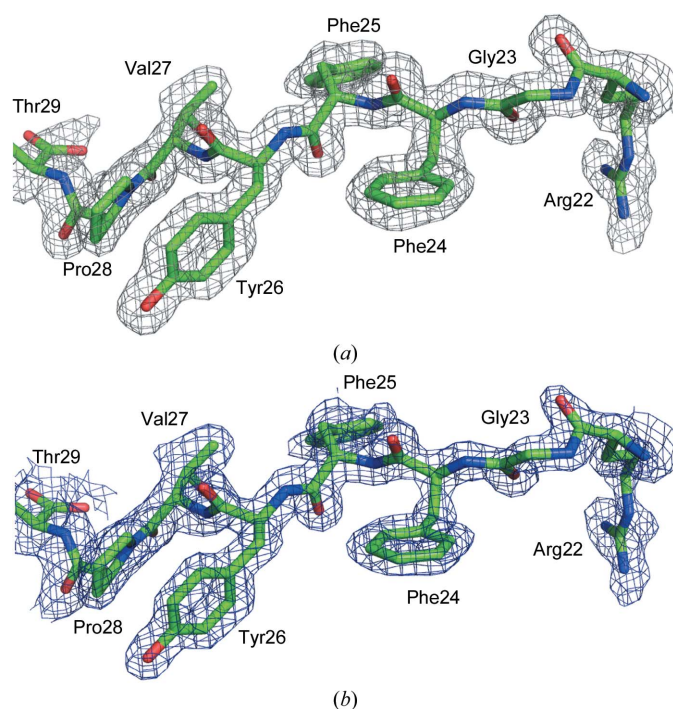 Phe25
Val27
Gly23
Thr29
Arg22
Phe24
Pro28
Tyr26
(a)
Phe25
Val27
Gly23
Thr29
Arg22
Phe24
Pro28
Tyr26
(b)